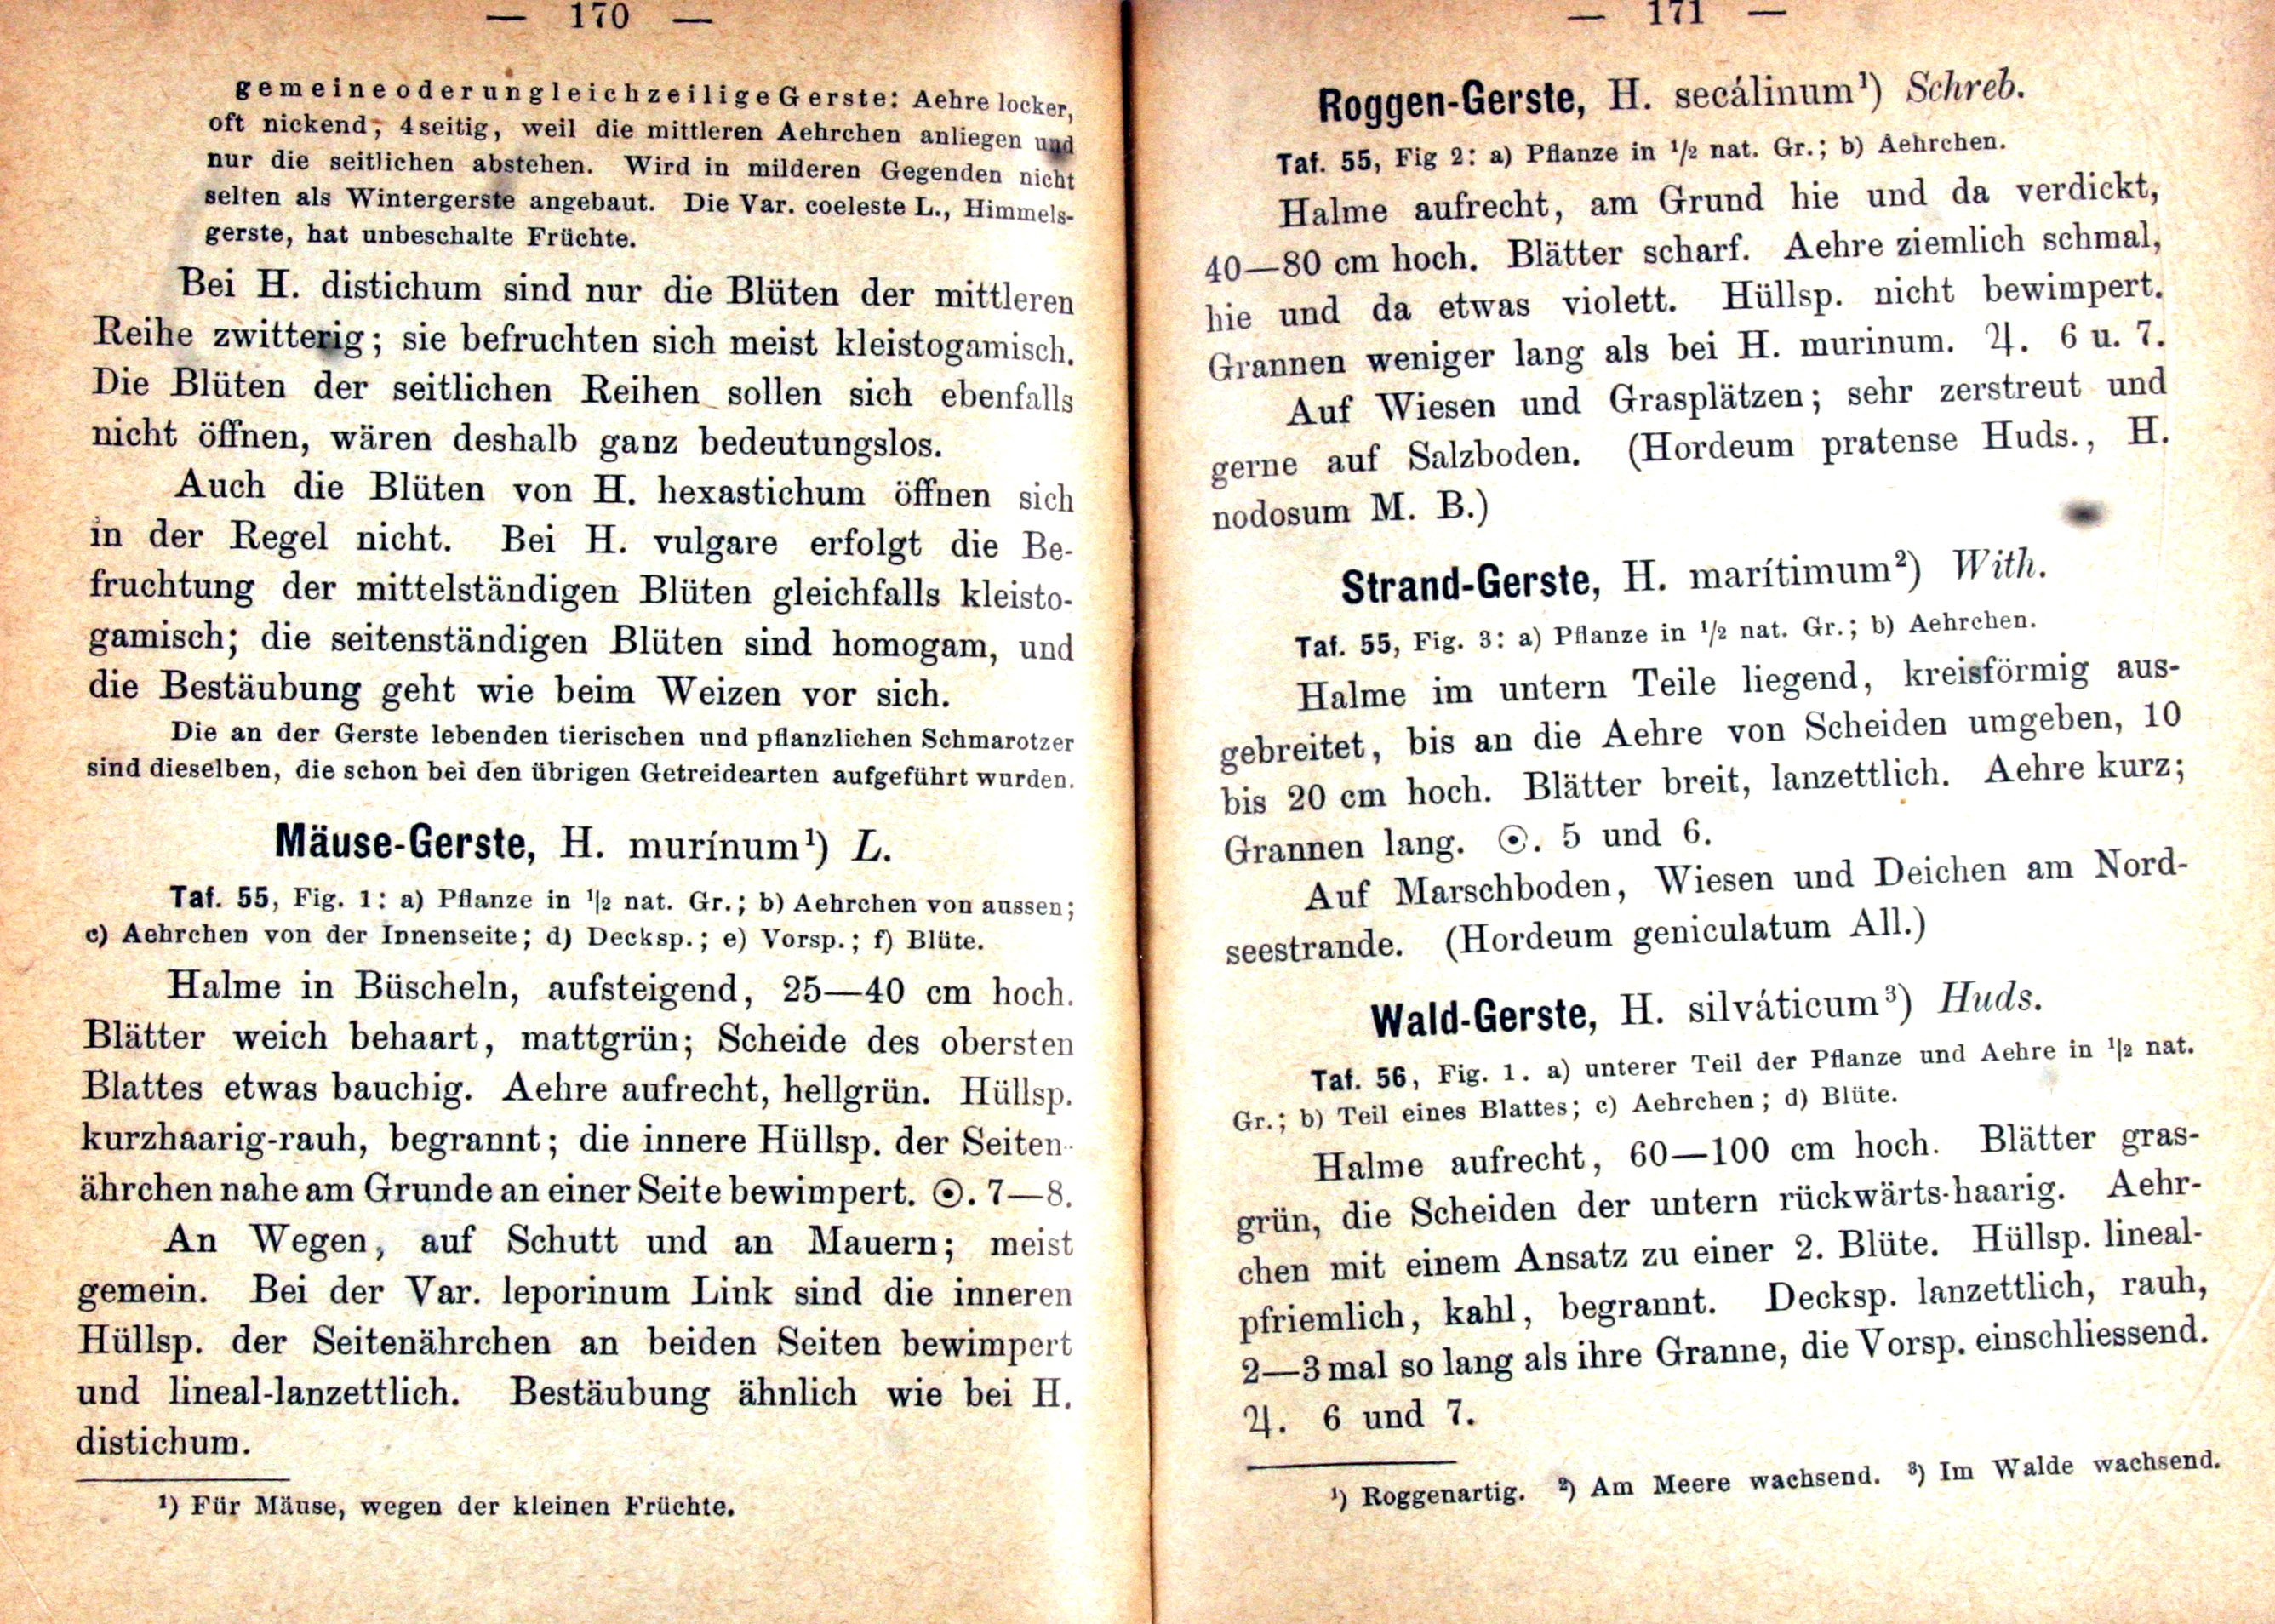 — 170 —
gemeine oder ungleichzeilige Gerste: Aehre locker,
oft nickend, 4seitig, weil die mittleren Aehrchen anliegen und
nur die seitlichen abstehen. Wird in milderen Gegenden nicht
selten als Wintergerste angebaut. Die Var. coeleste L., Himmels-
gerste, hat unbeschalte Früchte.
Bei H. distichum sind nur die Blüten der mittleren
Reihe zwitterig; sie befruchten sich meist kleistogamisch.
Die Blüten der seitlichen Reihen sollen sich ebenfalls
nicht öffnen, wären deshalb ganz bedeutungslos.
Auch die Blüten von H. hexastichum öffnen sich
in der Regel nicht. Bei H. vulgare erfolgt die Be-
fruchtung der mittelständigen Blüten gleichfalls kleisto-
gamisch; die seitenständigen Blüten sind homogam, und
die Bestäubung geht wie beim Weizen vor sich.
Die an der Gerste lebenden tierischen und pflanzlichen Schmarotzer
sind dieselben, die schon bei den übrigen Getreidearten aufgeführt wurden.
Mäuse-Gerste, H. murínum¹) L.
Taf. 55, Fig. 1: a) Pflanze in ½ nat. Gr.; b) Aehrchen von aussen;
c) Aehrchen von der Innenseite; d) Decksp.; e) Vorsp.; f) Blüte.
Halme in Büscheln, aufsteigend, 25—40 cm hoch.
Blätter weich behaart, mattgrün; Scheide des obersten
Blattes etwas bauchig. Aehre aufrecht, hellgrün. Hüllsp.
kurzhaarig-rauh, begrannt; die innere Hüllsp. der Seiten-
ährchen nahe am Grunde an einer Seite bewimpert. ⊙. 7—8.
An Wegen, auf Schutt und an Mauern; meist
gemein. Bei der Var. leporinum Link sind die inneren
Hüllsp. der Seitenährchen an beiden Seiten bewimpert
und lineal-lanzettlich. Bestäubung ähnlich wie bei H.
distichum.
¹) Für Mäuse, wegen der kleinen Früchte.
— 171 —
Roggen-Gerste, H. secálinum¹) Schreb.
Taf. 55, Fig 2: a) Pflanze in ½ nat. Gr.; b) Aehrchen.
Halme aufrecht, am Grund hie und da verdickt,
40—80 cm hoch. Blätter scharf. Aehre ziemlich schmal,
hie und da etwas violett. Hüllsp. nicht bewimpert.
Grannen weniger lang als bei H. murinum. ♃. 6 u. 7.
Auf Wiesen und Grasplätzen; sehr zerstreut und
gerne auf Salzboden. (Hordeum pratense Huds., H.
nodosum M. B.)
Strand-Gerste, H. marítimum²) With.
Taf. 55, Fig. 3: a) Pflanze in ½ nat. Gr.; b) Aehrchen.
Halme im untern Teile liegend, kreisförmig aus-
gebreitet, bis an die Aehre von Scheiden umgeben, 10
bis 20 cm hoch. Blätter breit, lanzettlich. Aehre kurz;
Grannen lang. ⊙. 5 und 6.
Auf Marschboden, Wiesen und Deichen am Nord-
seestrande. (Hordeum geniculatum All.)
Wald-Gerste, H. silváticum³) Huds.
Taf. 56, Fig. 1. a) unterer Teil der Pflanze und Aehre in ½ nat.
Gr.; b) Teil eines Blattes; c) Aehrchen; d) Blüte.
Halme aufrecht, 60—100 cm hoch. Blätter gras-
grün, die Scheiden der untern rückwärts-haarig. Aehr-
chen mit einem Ansatz zu einer 2. Blüte. Hüllsp. lineal-
pfriemlich, kahl, begrannt. Decksp. lanzettlich, rauh,
2—3mal so lang als ihre Granne, die Vorsp. einschliessend.
♃. 6 und 7.
¹) Roggenartig. ²) Am Meere wachsend. ³) Im Walde wachsend.